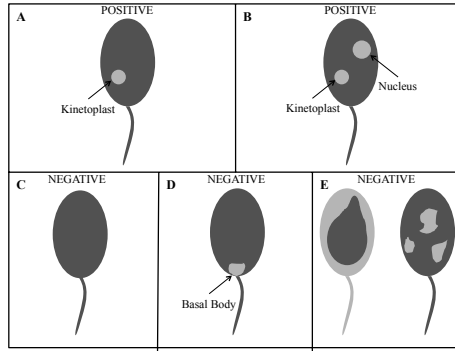 A
POSITIVE
Kinetoplast
B
POSITIVE
Nucleus
Kinetoplast
C
NEGATIVE
D
NEGATIVE
Basal Body
E
NEGATIVE